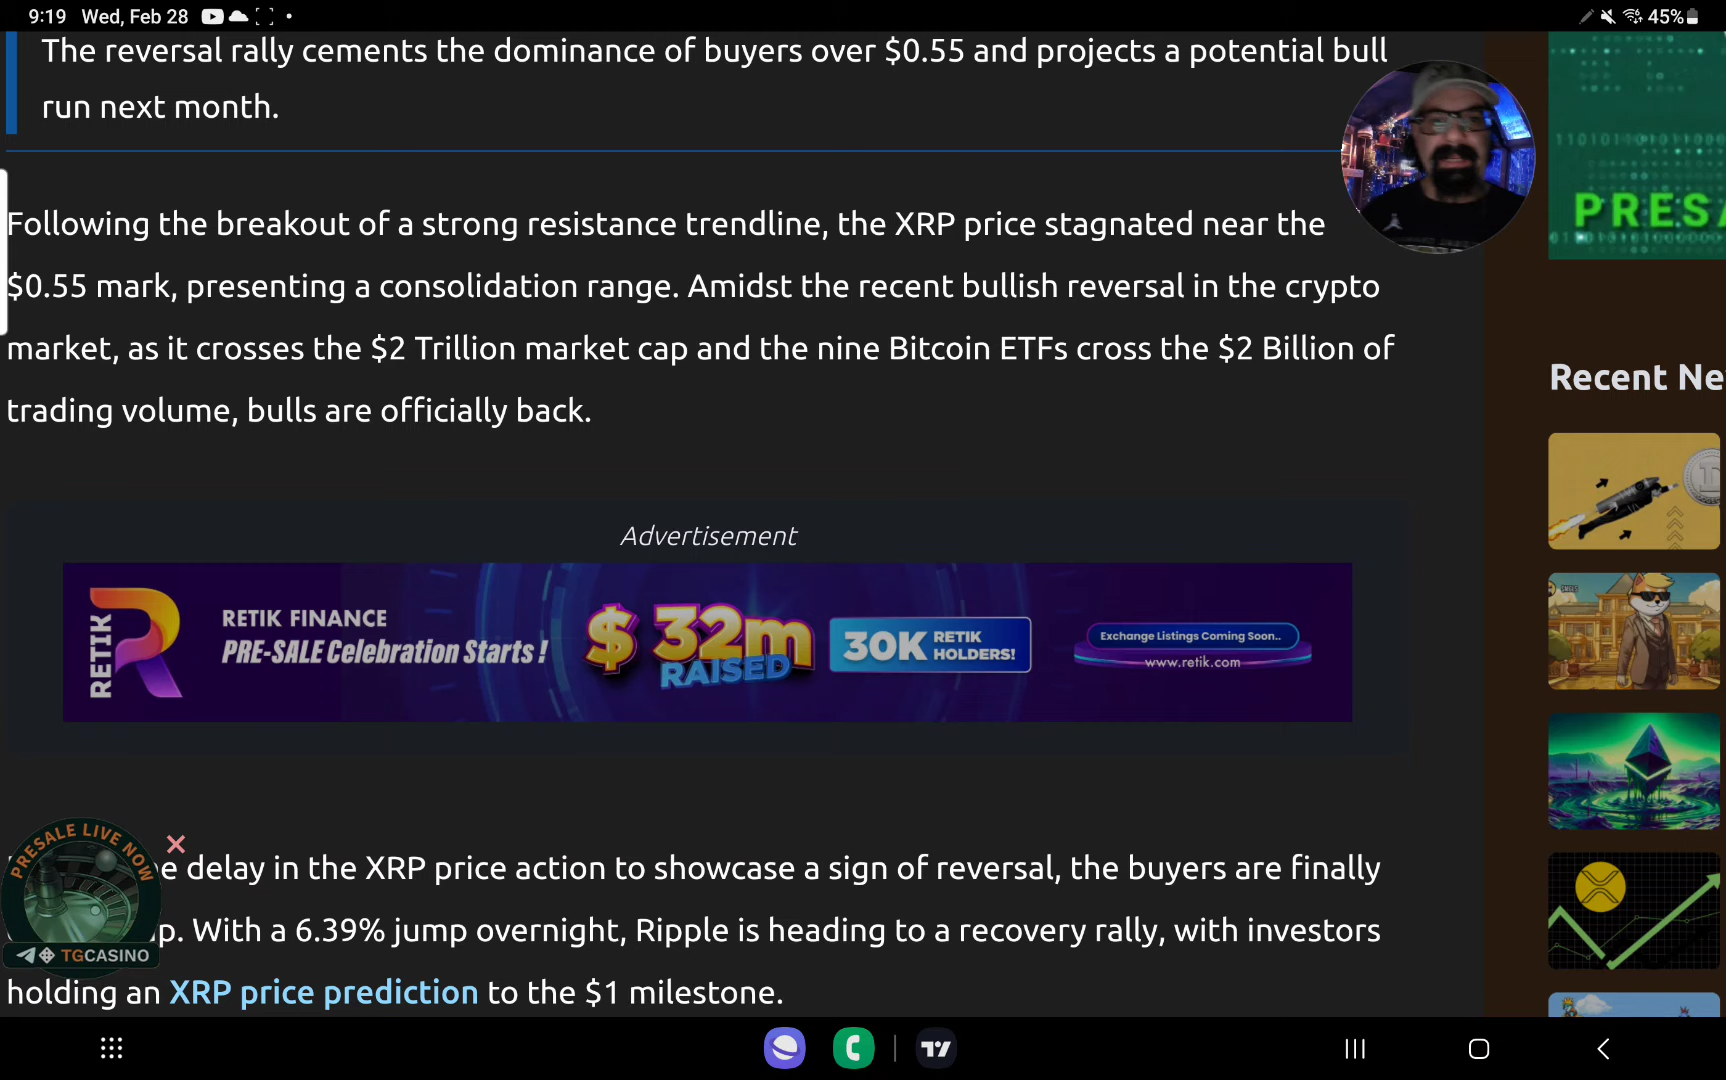 9:19 Wed, Feb 28
45%
The reversal rally cements the dominance of buyers over $0.55 and projects a potential bull
run next month.
Following the breakout of a strong resistance trendline, the XRP price stagnated near the
$0.55 mark, presenting a consolidation range. Amidst the recent bullish reversal in the crypto
market, as it crosses the $2 Trillion market cap and the nine Bitcoin ETFs cross the $2 Billion of
trading volume, bulls are officially back.
Advertisement
RETIK
RETIK FINANCE
PRE-SALE Celebration Starts !
$ 32m
RAISED
30K RETIK
HOLDERS!
Exchange Listings Coming Soon..
www.retik.com
PRESALE LIVE NOW
TGCASINO
e delay in the XRP price action to showcase a sign of reversal, the buyers are finally
p. With a 6.39% jump overnight, Ripple is heading to a recovery rally, with investors
holding an XRP price prediction to the $1 milestone.
PRESA
Recent Ne